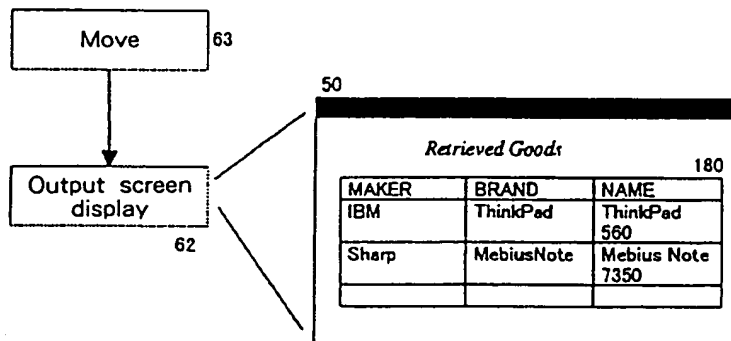 Move
63
50
Retrieved Goods
180
Output screen
display
62
MAKER BRAND NAME
IBM ThinkPad ThinkPad
560
Sharp MebiusNote Mebius Note
7350